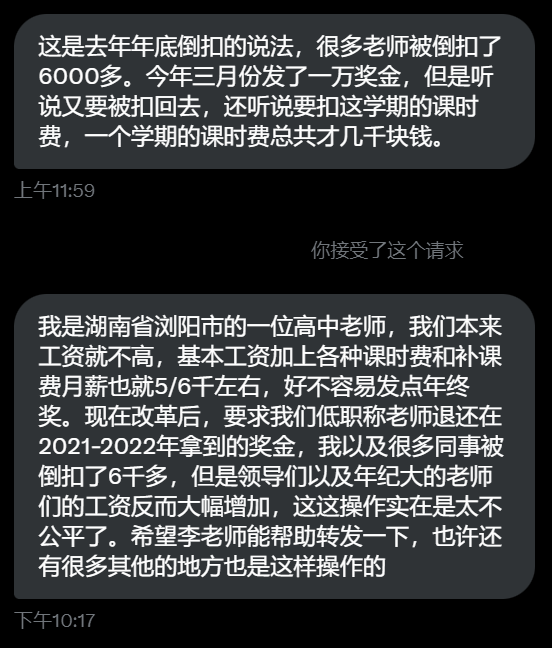 这是去年年底倒扣的说法，很多老师被倒扣了
6000多。今年三月份发了一万奖金，但是听
说又要被扣回去，还听说要扣这学期的课时
费，一个学期的课时费总共才几千块钱。
上午11:59
你接受了这个请求
我是湖南省浏阳市的一位高中老师，我们本来
工资就不高，基本工资加上各种课时费和补课
费月薪也就5/6千左右，好不容易发点年终
奖。现在改革后，要求我们低职称老师退还在
2021-2022年拿到的奖金，我以及很多同事被
倒扣了6千多，但是领导们以及年纪大的老师
们的工资反而大幅增加，这这操作实在是太不
公平了。希望李老师能帮助转发一下，也许还
有很多其他的地方也是这样操作的
下午10:17